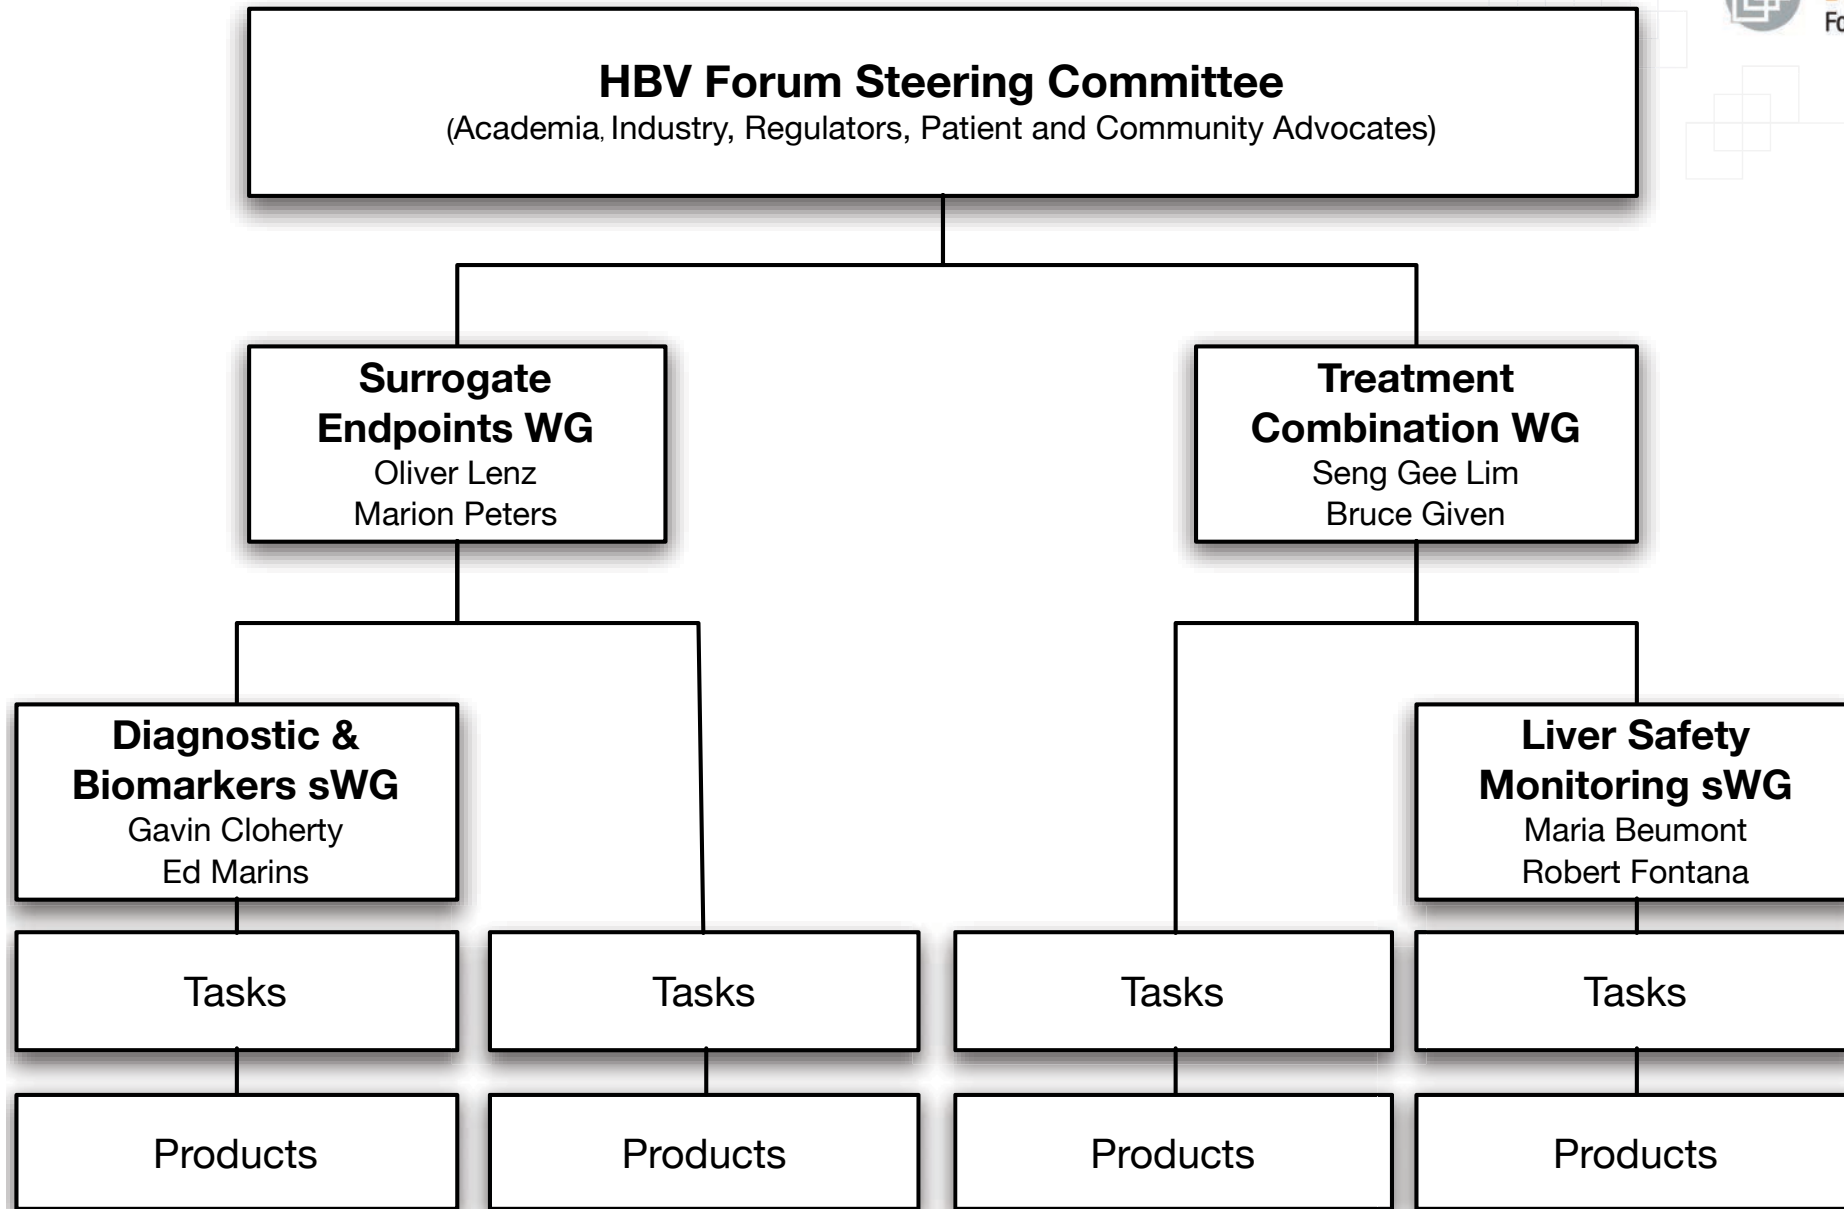 HBV Forum Steering Committee
(Academia, Industry, Regulators, Patient and Community Advocates)
Surrogate
Endpoints WG
Oliver Lenz
Marion Peters
Treatment
Combination WG
Seng Gee Lim
Bruce Given
Diagnostic &
Biomarkers sWG
Gavin Cloherty
Ed Marins
Liver Safety
Monitoring sWG
Maria Beumont
Robert Fontana
Tasks
Tasks
Tasks
Tasks
Products
Products
Products
Products